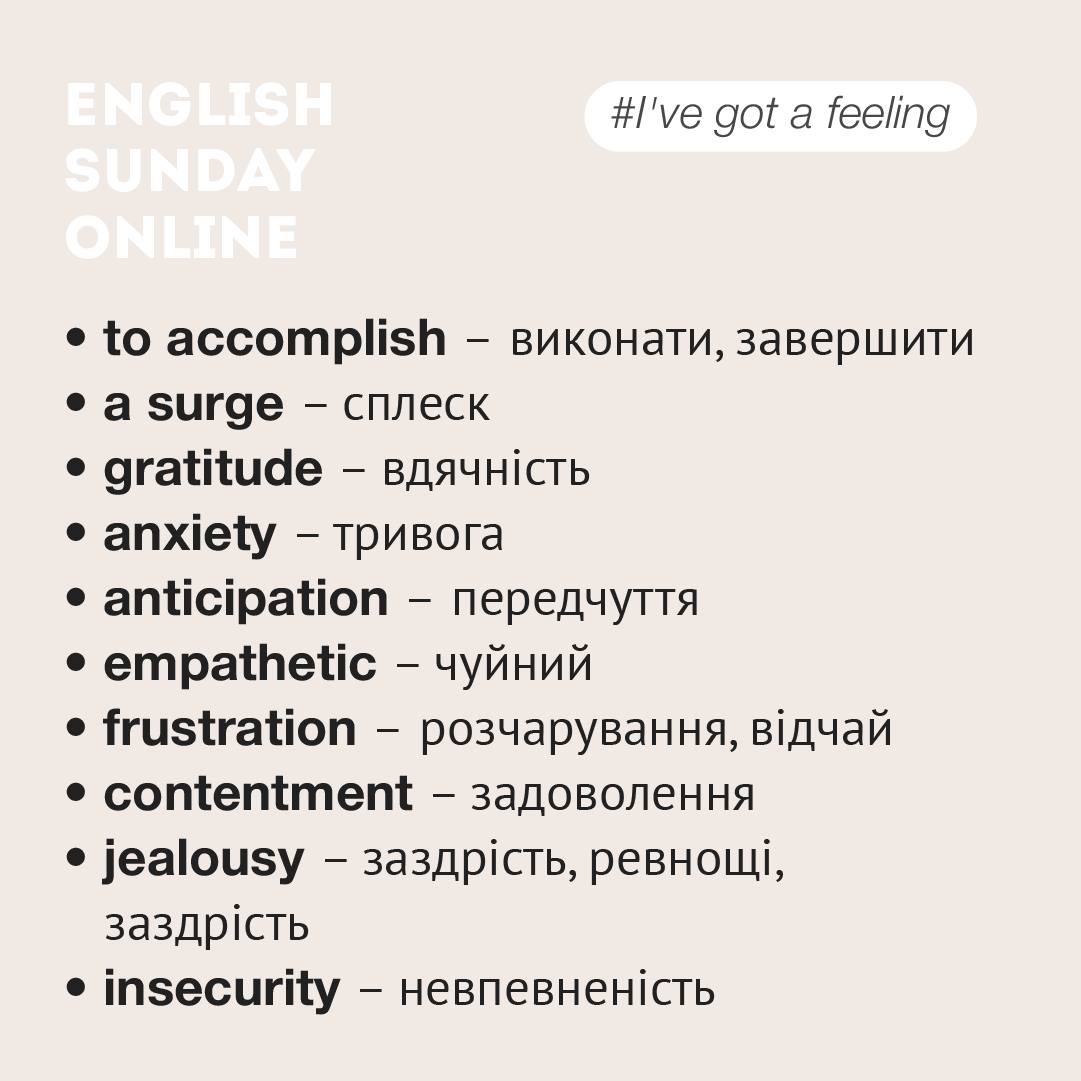 ENGLISH
SUNDAY
ONLINE
#I've got a feeling
• to accomplish – виконати, завершити
• a surge – сплеск
• gratitude – вдячність
• anxiety – тривога
• anticipation – передчуття
• empathetic – чуйний
• frustration – розчарування, відчай
• contentment – задоволення
• jealousy – заздрість, ревнощі,
заздрість
• insecurity – невпевненість